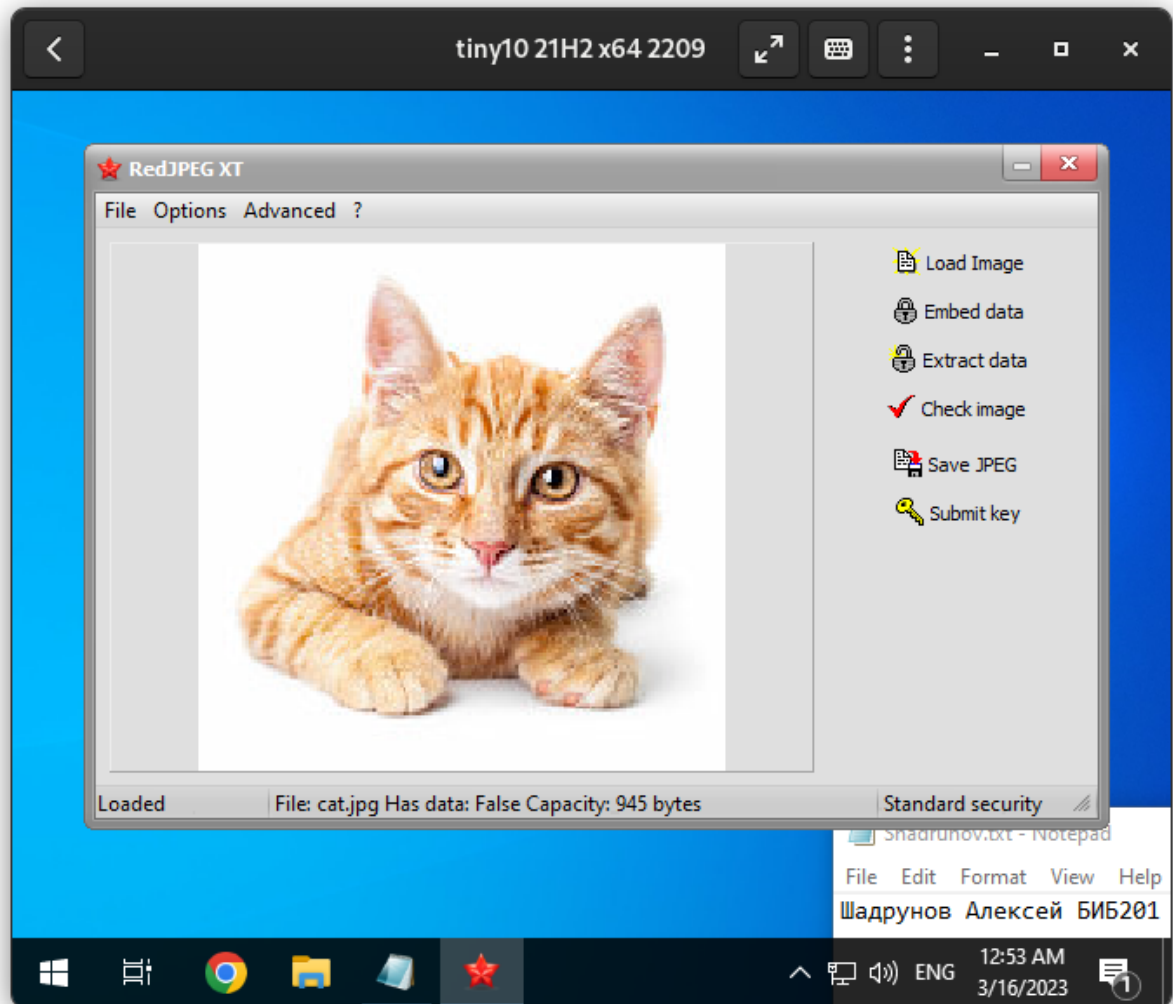 tiny10 21H2 x64 2209
RedJPEG XT
File Options Advanced ?
Load Image
Embed data
Extract data
Check image
Save JPEG
Submit key
Loaded File: cat.jpg Has data: False Capacity: 945 bytes Standard security
Shadrunov.txt - Notepad
File Edit Format View Help
Шадрунов Алексей БИБ201
ENG
12:53 AM
3/16/2023
1